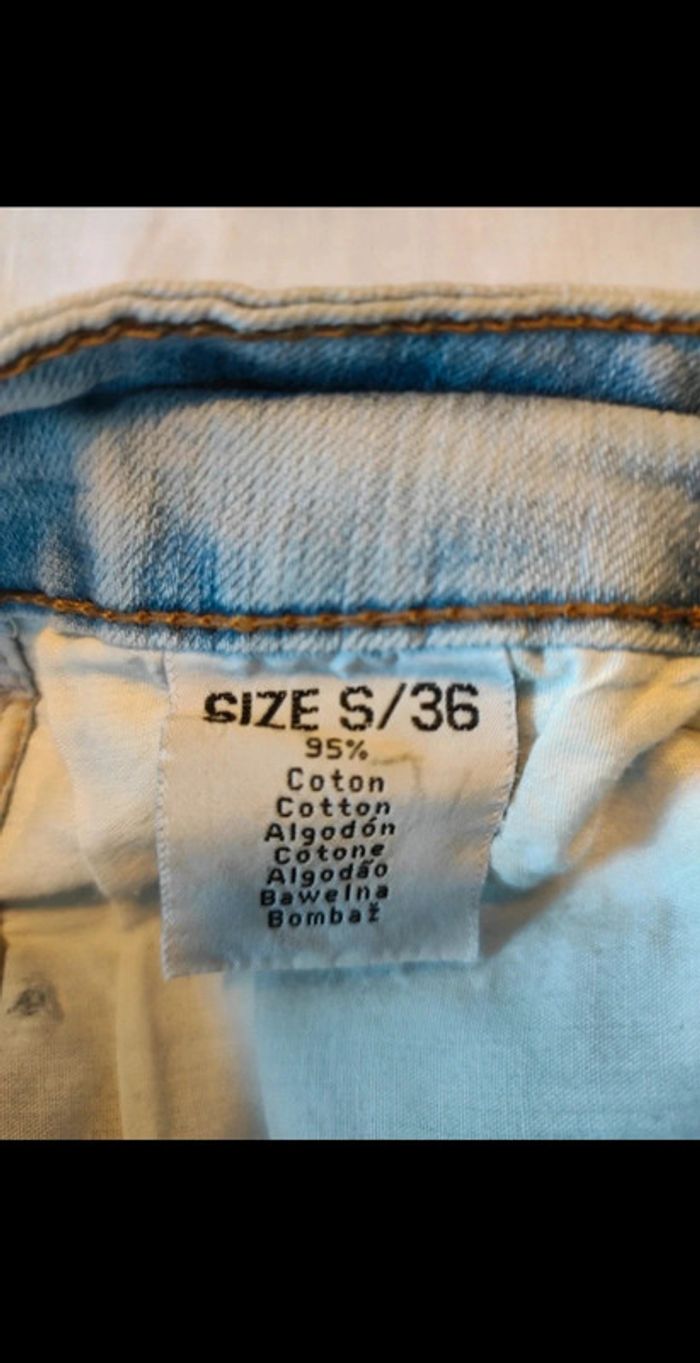 SIZE S/36
95%
Coton
Cotton
Algodón
Cotone
Algodão
Bawelna
Bombaž